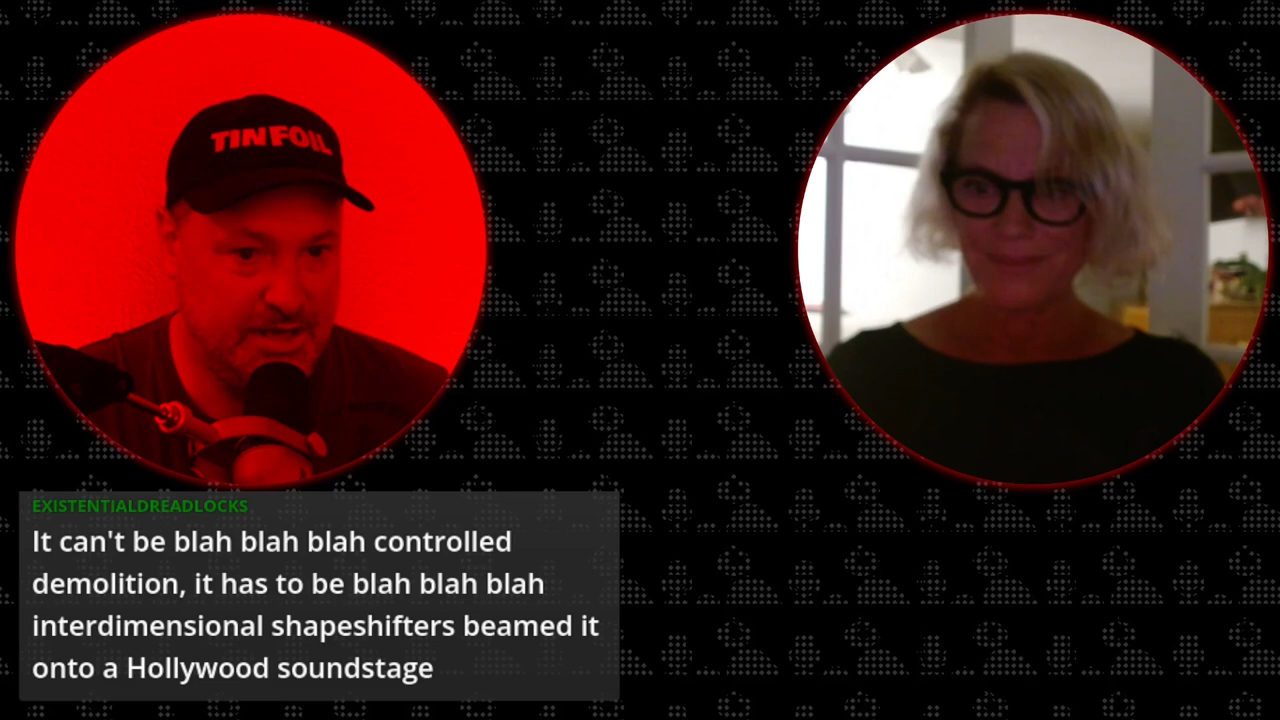 TINFOIL
EXISTENTIALDREADLOCKS
It can't be blah blah blah controlled
demolition, it has to be blah blah blah
interdimensional shapeshifters beamed it
onto a Hollywood soundstage